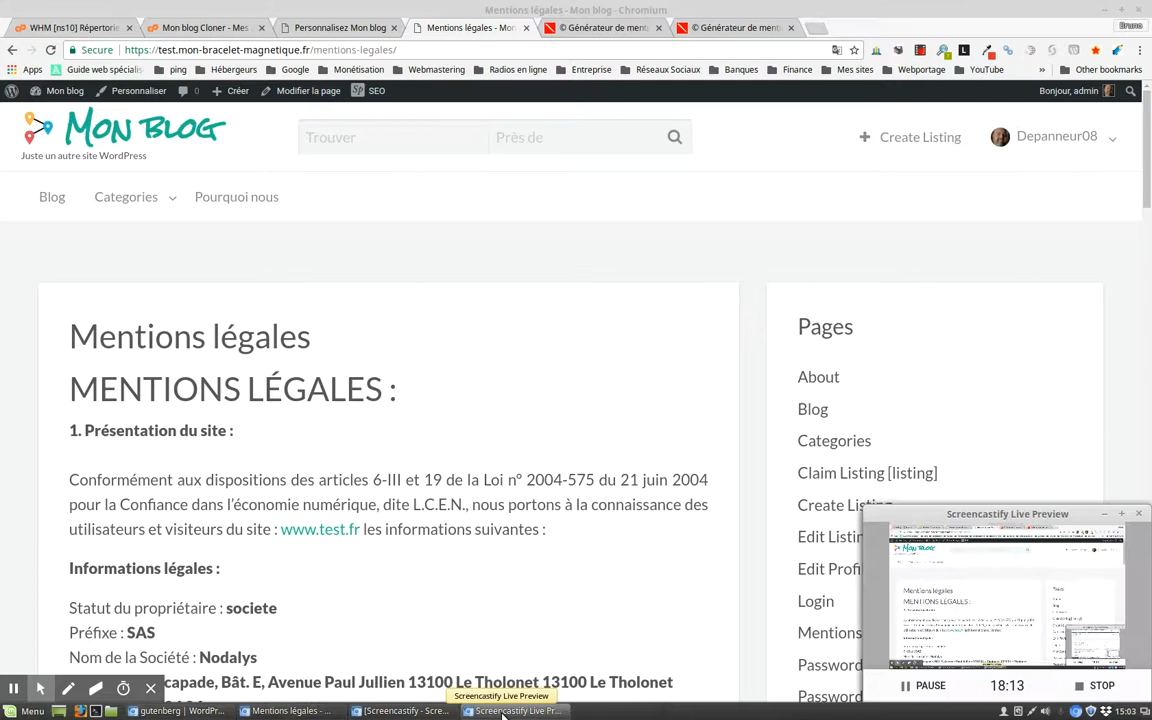 Mentions légales - Mon blog - Chromium
WHM [ns10] Répertorie
Mon blog Cloner - Mes
Personnalisez Mon blog
Mentions légales - Mon
© Générateur de ment
© Générateur de ment
Bruno
Secure
https://test.mon-bracelet-magnetique.fr/mentions-legales/
Apps
Guide web spécialis
ping
Hébergeurs
Google
Monétisation
Webmastering
Radios en ligne
Entreprise
Réseaux Sociaux
Banques
Finance
Mes sites
Webportage
YouTube
»
Other bookmarks
Mon blog
Personnaliser
0
Créer
Modifier la page
SEO
Bonjour, admin
MON BLOG
Juste un autre site WordPress
Trouver
Près de
Create Listing
Depanneur08
Blog
Categories
Pourquoi nous
Mentions légales
MENTIONS LÉGALES :
1. Présentation du site :
Conformément aux dispositions des articles 6-III et 19 de la Loi n° 2004-575 du 21 juin 2004
pour la Confiance dans l'économie numérique, dite L.C.E.N., nous portons à la connaissance des
utilisateurs et visiteurs du site : www.test.fr les informations suivantes :
Informations légales :
Statut du propriétaire : societe
Préfixe : SAS
Nom de la Société : Nodalys
capade, Bât. E, Avenue Paul Jullien 13100 Le Tholonet 13100 Le Tholonet
Pages
About
Blog
Categories
Claim Listing [listing]
Create Listing
Edit Listin
Edit Profi
Login
Mentions
Password
Password
Screencastify Live Preview
PAUSE
18:13
STOP
Screencastify Live Preview
Menu
gutenberg | WordPr...
Mentions légales - ...
[Screencastify - Scre...
Screencastify Live Pr...
15:03